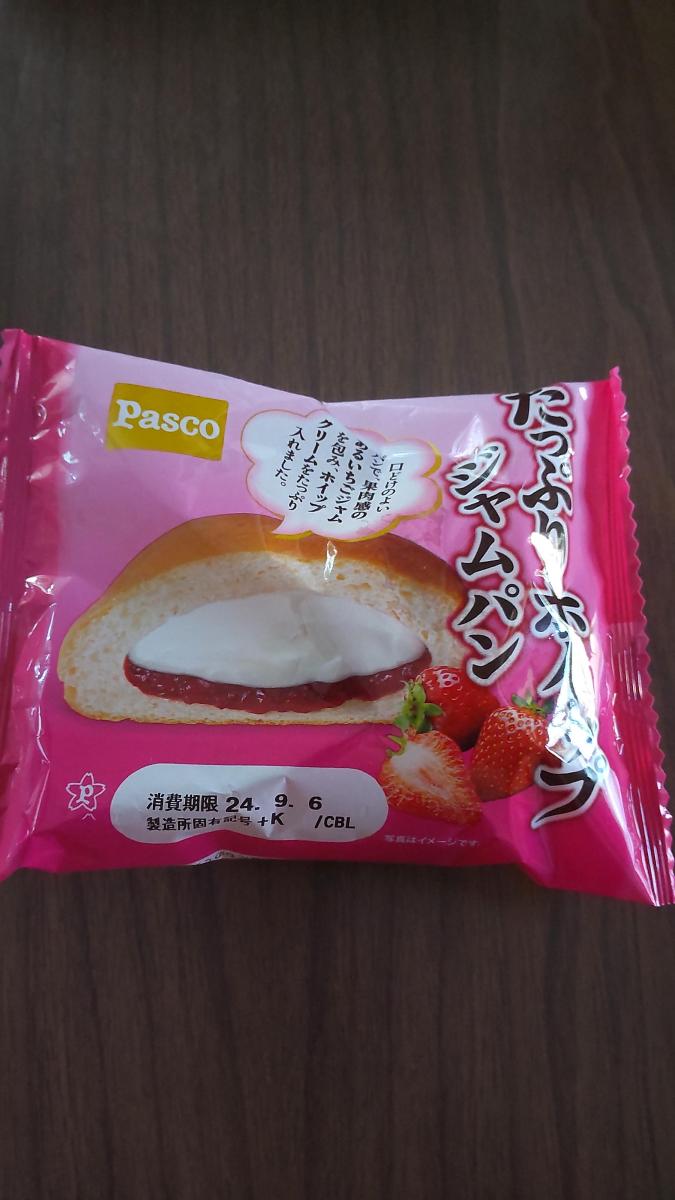 Pasco
口どけのよい
パンで、果肉感の
あるいちごジャム
を包み、ホイップ
クリームをたっぷり
入れました。
たっぷりホイップ
ジャムパン
消費期限 24. 9. 6
製造所固有記号 +K /CBL
写真はイメージです
P